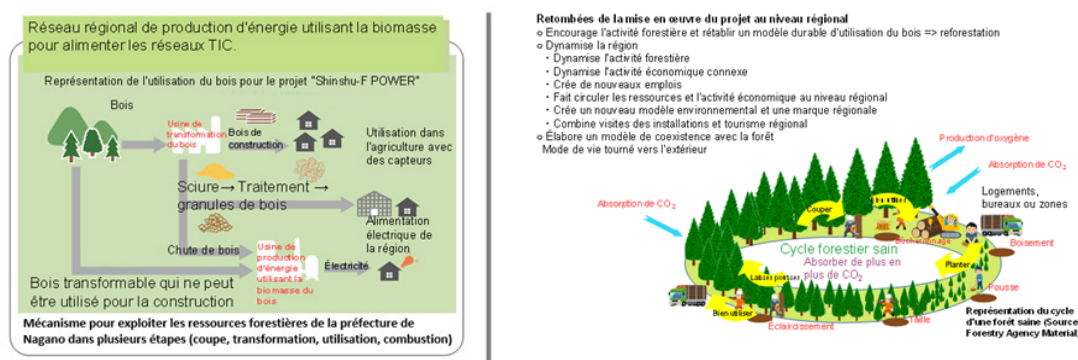 Réseau régional de production d'énergie utilisant la biomasse
pour alimenter les réseaux TIC.
Représentation de l'utilisation du bois pour le projet "Shinshu-F POWER"
Bois
Usine de
transformation
du bois
Bois de
construction
Utilisation dans
l'agriculture avec
des capteurs
Sciure→ Traitement →
granules de bois
Alimentation
électrique de
la région
Chute de bois
Usine de
production
d'énergie
utilisant la
biomasse du
bois
Électricité
Bois transformable qui ne peut
être utilisé pour la construction
Mécanisme pour exploiter les ressources forestières de la préfecture de
Nagano dans plusieurs étapes (coupe, transformation, utilisation, combustion)
Retombées de la mise en œuvre du projet au niveau régional
o Encourage l'activité forestière et rétablir un modèle durable d'utilisation du bois => reforestation
o Dynamise la région
・Dynamise l'activité forestière
・Dynamise l'activité économique connexe
・Crée de nouveaux emplois
・Fait circuler les ressources et l'activité économique au niveau régional
・Crée un nouveau modèle environnemental et une marque régionale
・Combine visites des installations et tourisme régional
o Élabore un modèle de coexistence avec la forêt
Mode de vie tourné vers l'extérieur
Production d'oxygène
Absorption de CO2
Absorption de CO2
Logements,
bureaux ou zones
Couper
Bûcheronnage
Boisement
Cycle forestier sain
Absorber de plus en
plus de CO2
Planter
Laisser pousser
Pousse
Bien utiliser
Eclaircissement
Taille
Représentation du cycle
d'une forêt saine (Source
Forestry Agency Material)